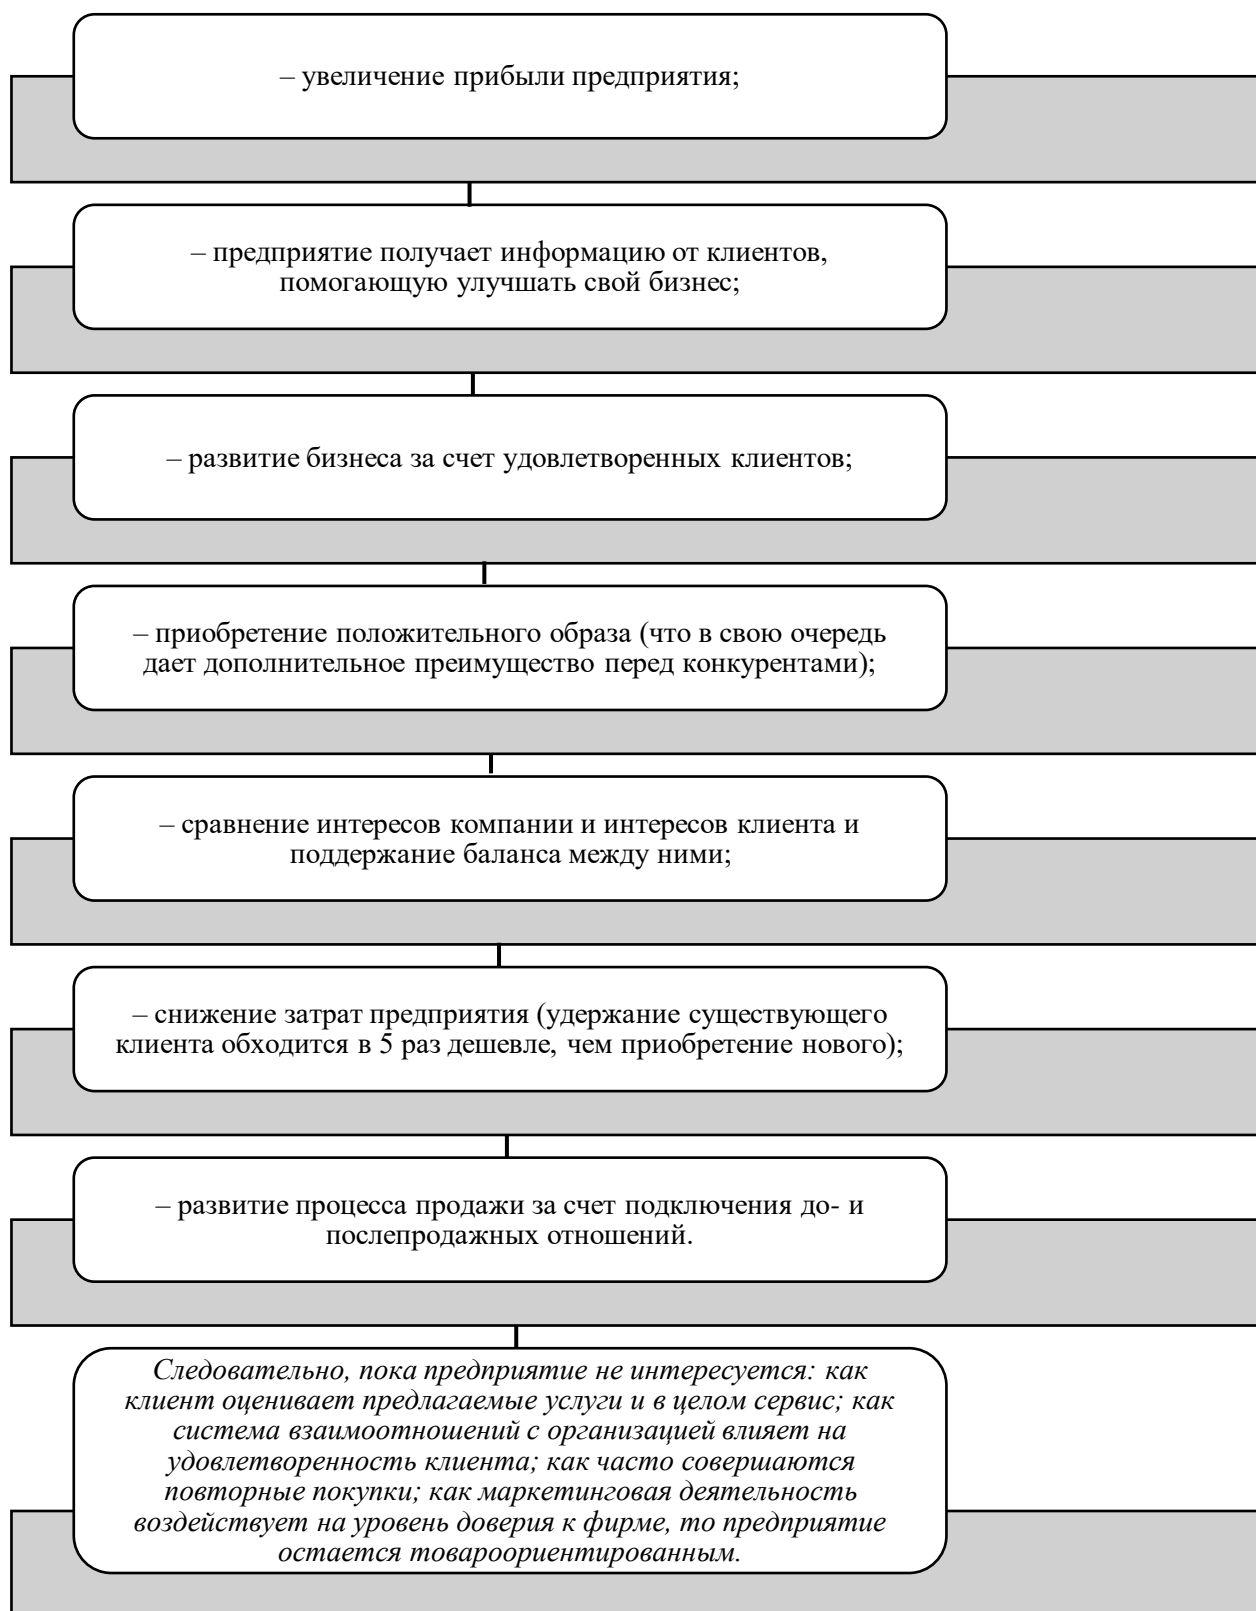 – увеличение прибыли предприятия;
– предприятие получает информацию от клиентов,
помогающую улучшать свой бизнес;
– развитие бизнеса за счет удовлетворенных клиентов;
– приобретение положительного образа (что в свою очередь
дает дополнительное преимущество перед конкурентами);
– сравнение интересов компании и интересов клиента и
поддержание баланса между ними;
– снижение затрат предприятия (удержание существующего
клиента обходится в 5 раз дешевле, чем приобретение нового);
– развитие процесса продажи за счет подключения до- и
послепродажных отношений.
Следовательно, пока предприятие не интересуется: как
клиент оценивает предлагаемые услуги и в целом сервис; как
система взаимоотношений с организацией влияет на
удовлетворенность клиента; как часто совершаются
повторные покупки; как маркетинговая деятельность
воздействует на уровень доверия к фирме, то предприятие
остается товароориентированным.